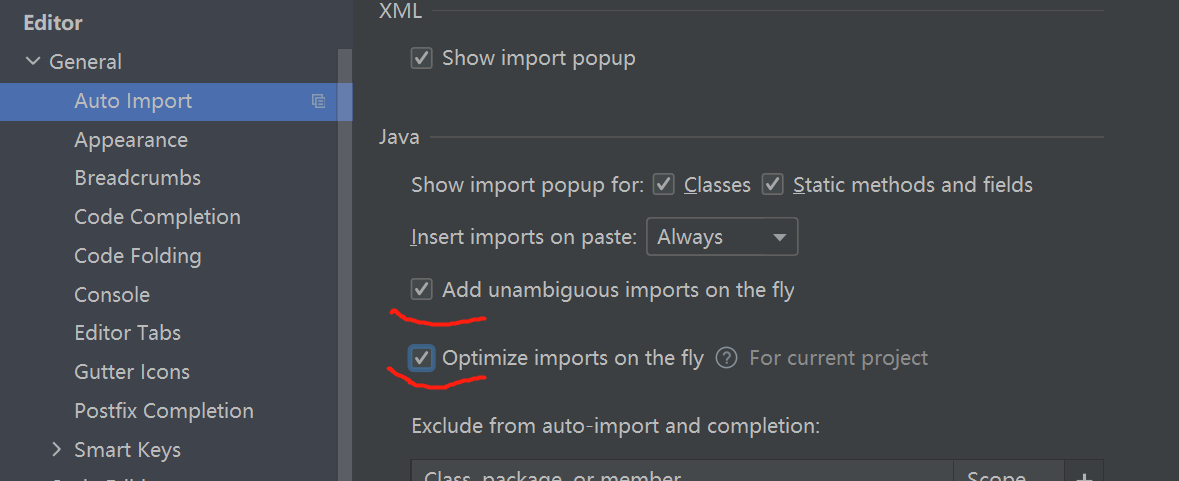 Editor
General
Auto Import
Appearance
Breadcrumbs
Code Completion
Code Folding
Console
Editor Tabs
Gutter Icons
Postfix Completion
Smart Keys
XML
Show import popup
Java
Show import popup for: Classes Static methods and fields
Insert imports on paste: Always
Add unambiguous imports on the fly
Optimize imports on the fly ? For current project
Exclude from auto-import and completion:
Class, package, or member Scope +